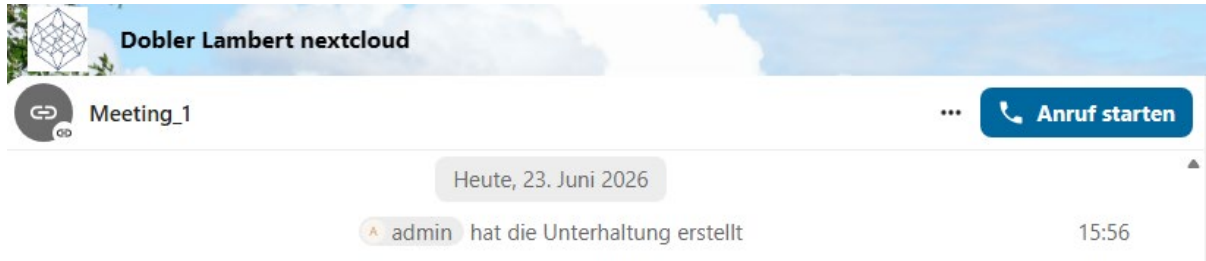 Dobler Lambert nextcloud
Meeting_1 ... Anruf starten
Heute, 23. Juni 2026
A admin hat die Unterhaltung erstellt 15:56